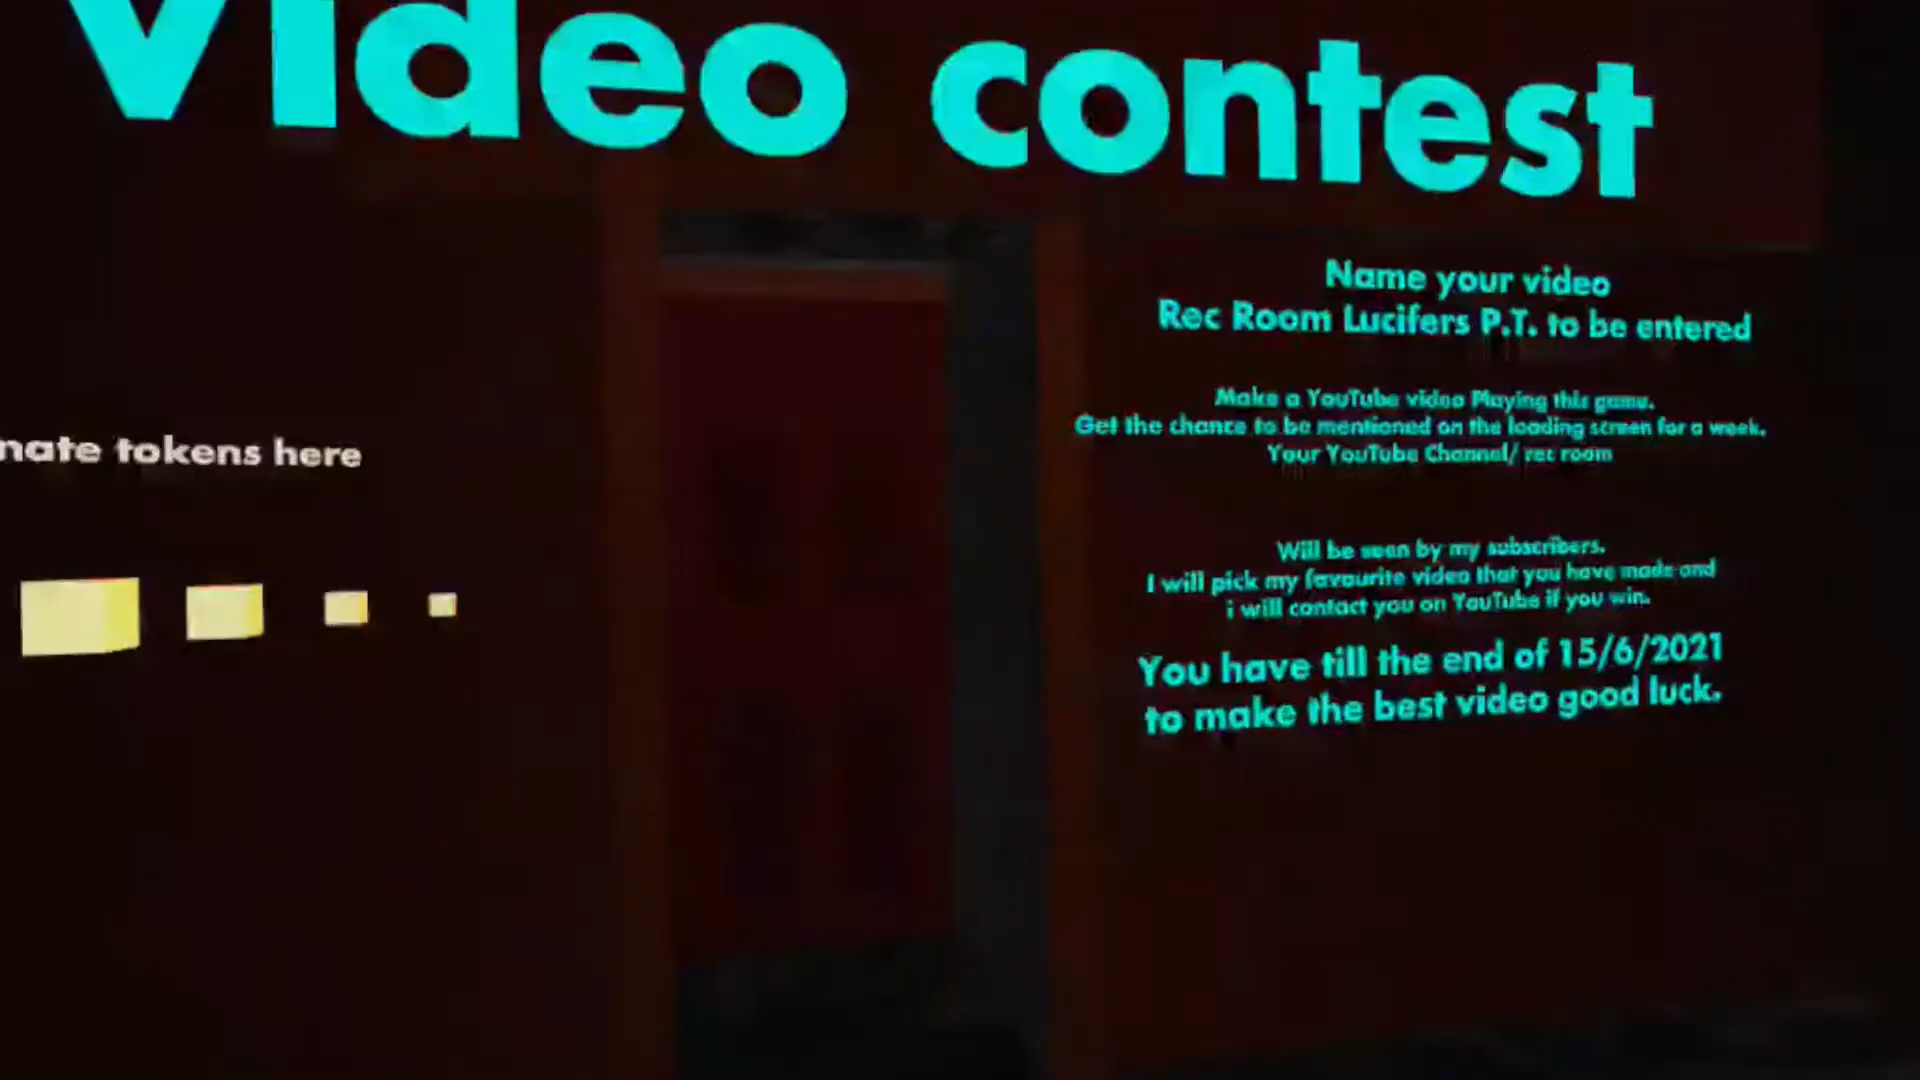 Video contest
Name your video
Rec Room Lucifers P.T. to be entered
Make a YouTube video Playing this game.
Get the chance to be mentioned on the loading screen for a week.
Your YouTube Channel/ rec room
nate tokens here
Will be seen by my subscribers.
I will pick my favourite video that you have made and
i will contact you on YouTube if you win.
You have till the end of 15/6/2021
to make the best video good luck.